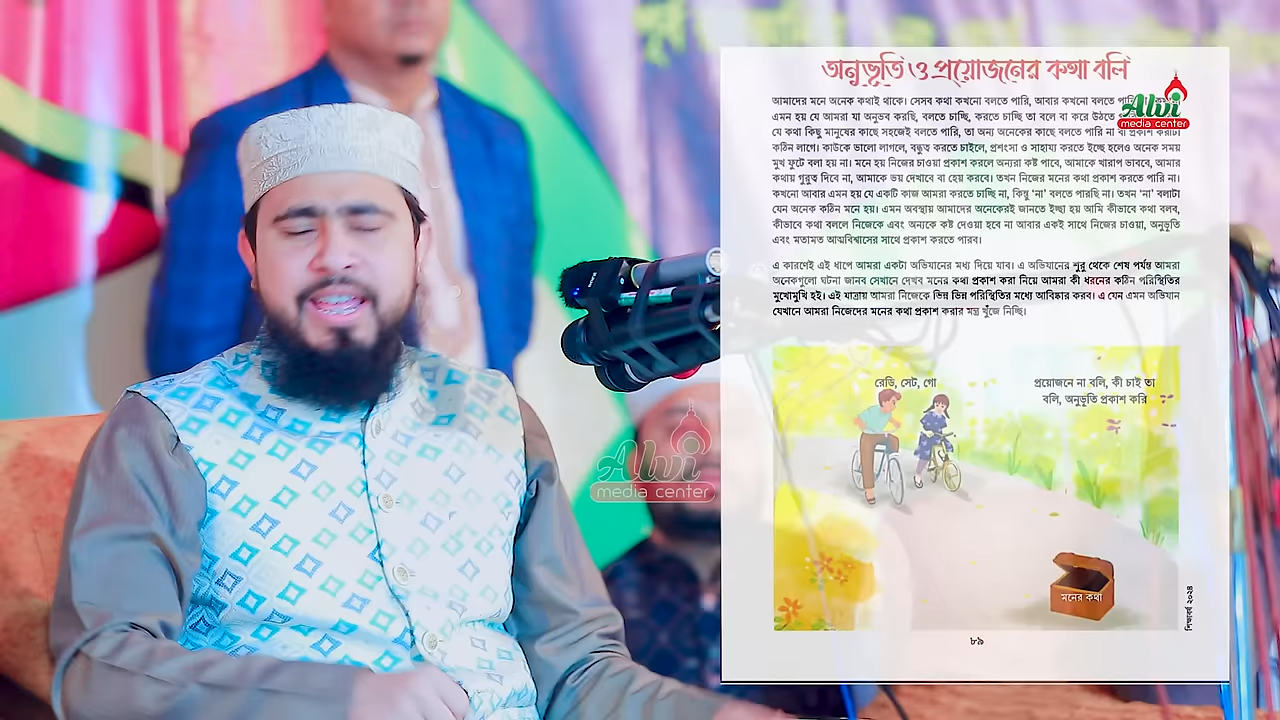 অনুভূতি ও প্রয়োজনের কথা বলি
আমাদের মনে অনেক কথাই থাকে। সেসব কথা কখনো বলতে পারি, আবার কখনো বলতে
এমন হয় যে আমরা যা অনুভব করছি, বলতে চাচ্ছি, করতে চাচ্ছি তা বলে বা করে উঠতে
যে কথা কিছু মানুষের কাছে সহজেই বলতে পারি, তা অন্য অনেকের কাছে বলতে পারি না বা প্রকাশ করাটা
কঠিন লাগে। কাউকে ভালো লাগলে, বন্ধুত্ব করতে চাইলে, প্রশংসা ও সাহায্য করতে ইচ্ছে হলেও অনেক সময়
মুখ ফুটে বলা হয় না। মনে হয় নিজের চাওয়া প্রকাশ করলে অন্যরা কষ্ট পাবে, আমাকে খারাপ ভাববে, আমার
কথায় গুরুত্ব দিবে না, আমাকে ভয় দেখাবে বা হেয় করবে। তখন নিজের মনের কথা প্রকাশ করতে পারি না।
কখনো আবার এমন হয় যে একটি কাজ আমরা করতে চাচ্ছি না, কিন্তু ‘না’ বলতে পারছি না। তখন ‘না’ বলাটা
যেন অনেক কঠিন মনে হয়। এমন অবস্থায় আমাদের অনেকেরই জানতে ইচ্ছা হয় আমি কীভাবে কথা বলব,
কীভাবে কথা বললে নিজেকে এবং অন্যকে কষ্ট দেওয়া হবে না আবার একই সাথে নিজের চাওয়া, অনুভূতি
এবং মতামত আত্মবিশ্বাসের সাথে প্রকাশ করতে পারব।
এ কারণেই এই ধাপে আমরা একটা অভিযানের মধ্য দিয়ে যাব। এ অভিযানের শুরু থেকে শেষ পর্যন্ত আমরা
অনেকগুলো ঘটনা জানব সেখানে দেখব মনের কথা প্রকাশ করা নিয়ে আমরা কী ধরনের কঠিন পরিস্থিতির
মুখোমুখি হই। এই যাত্রায় আমরা নিজেকে ভিন্ন ভিন্ন পরিস্থিতির মধ্যে আবিষ্কার করব। এ যেন এমন অভিযান
যেখানে আমরা নিজেদের মনের কথা প্রকাশ করার মন্ত্র খুঁজে নিচ্ছি।
রেডি, সেট, গো
প্রয়োজনে না বলি, কী চাই তা
বলি, অনুভূতি প্রকাশ করি
মনের কথা
শিক্ষাবর্ষ ২০২৪
৮৯
Alvi
media center
Alvi
media center